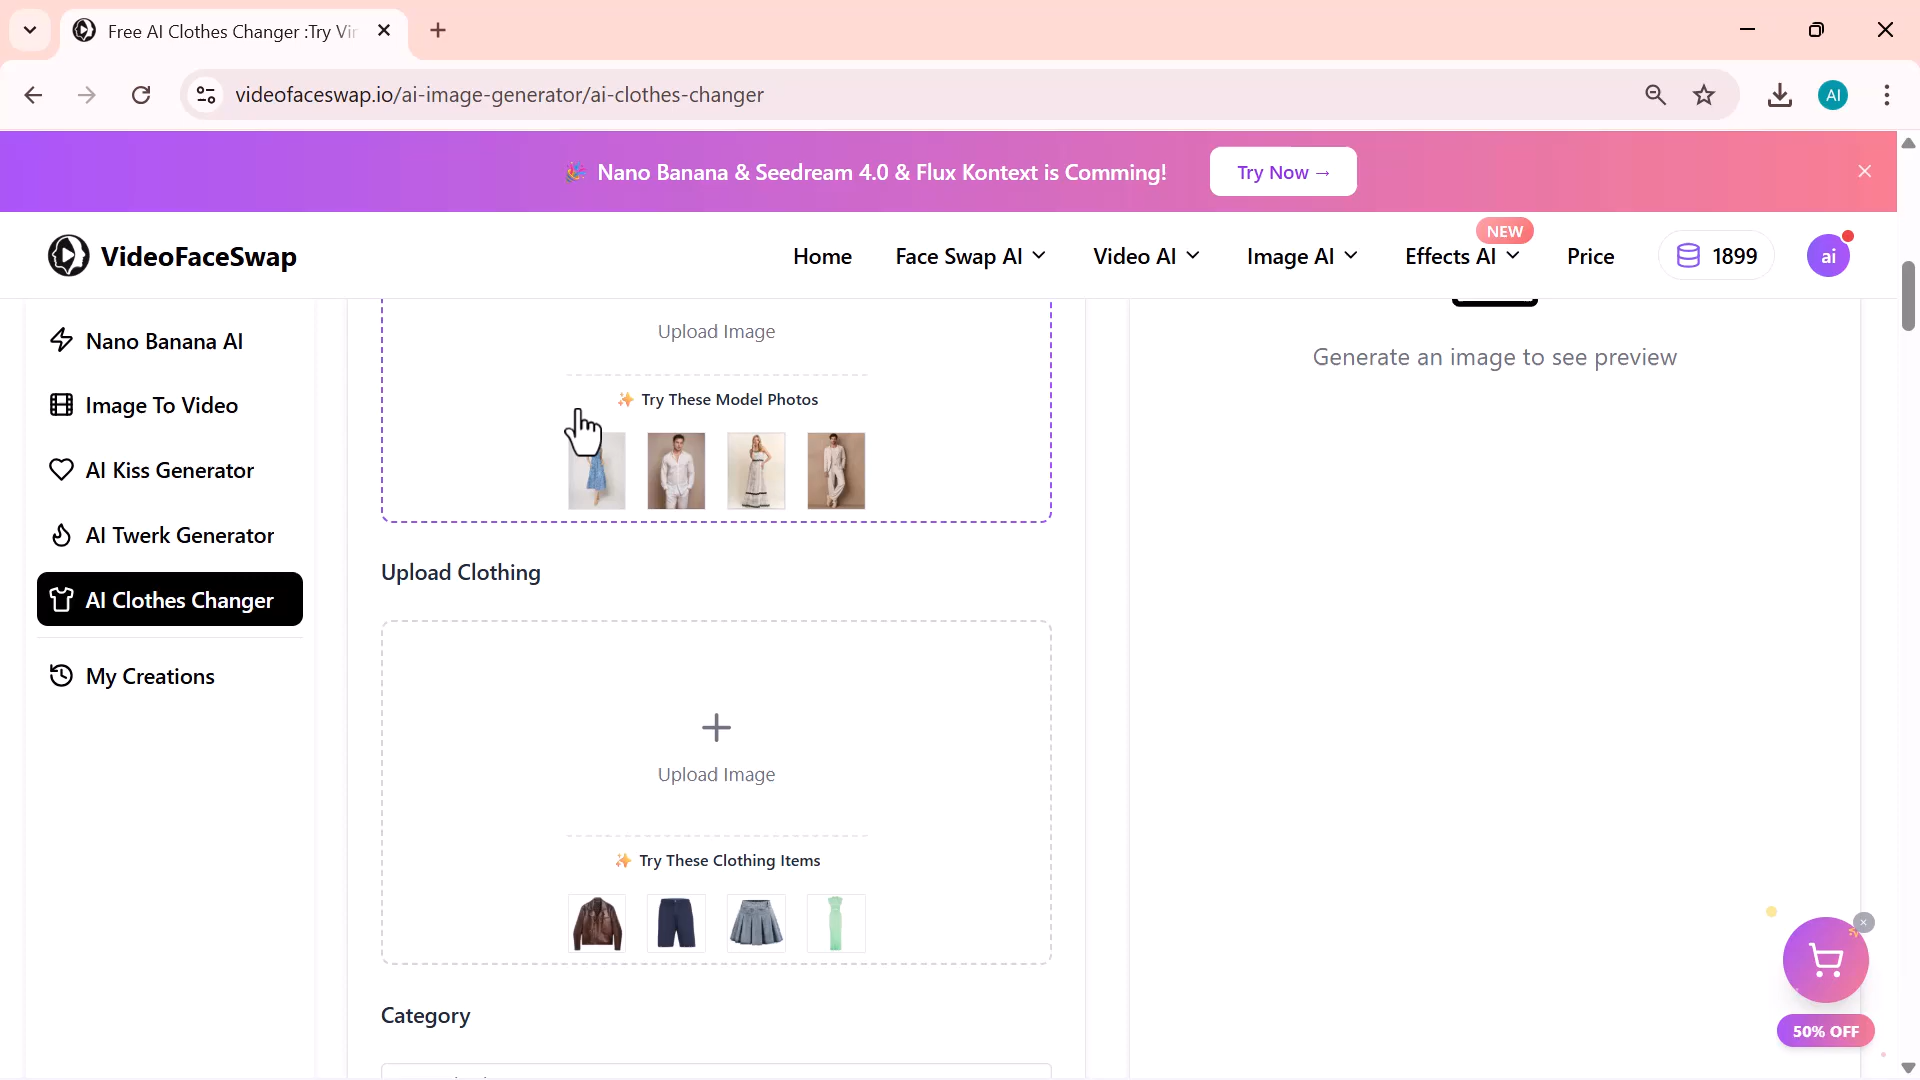 Free AI Clothes Changer :Try Vir
videofaceswap.io/ai-image-generator/ai-clothes-changer
AI
🎉 Nano Banana & Seedream 4.0 & Flux Kontext is Comming!
Try Now →
VideoFaceSwap
Home
Face Swap AI
Video AI
Image AI
Effects AI
NEW
Price
1899
ai
Nano Banana AI
Image To Video
AI Kiss Generator
AI Twerk Generator
AI Clothes Changer
My Creations
Upload Image
✨ Try These Model Photos
Upload Clothing
Upload Image
✨ Try These Clothing Items
Category
Generate an image to see preview
50% OFF